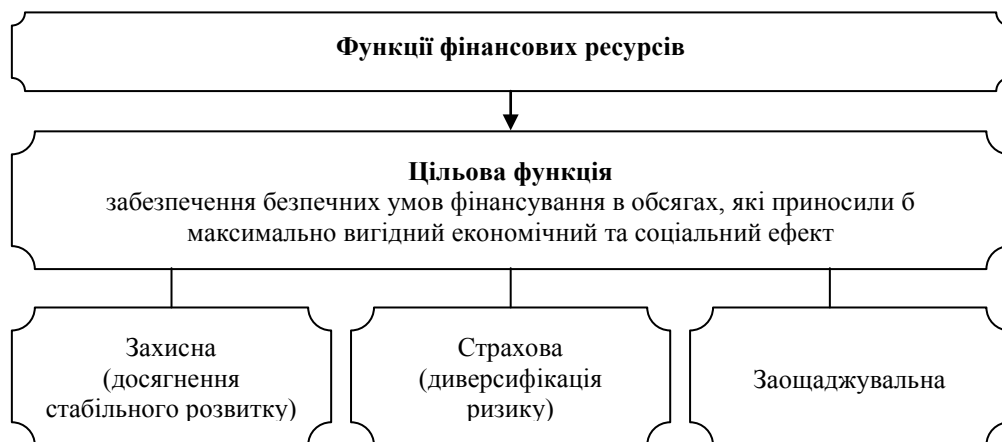 Функції фінансових ресурсів
Цільова функція
забезпечення безпечних умов фінансування в обсягах, які приносили б
максимально вигідний економічний та соціальний ефект
Захисна
(досягнення
стабільного розвитку)
Страхова
(диверсифікація
ризику)
Заощаджувальна